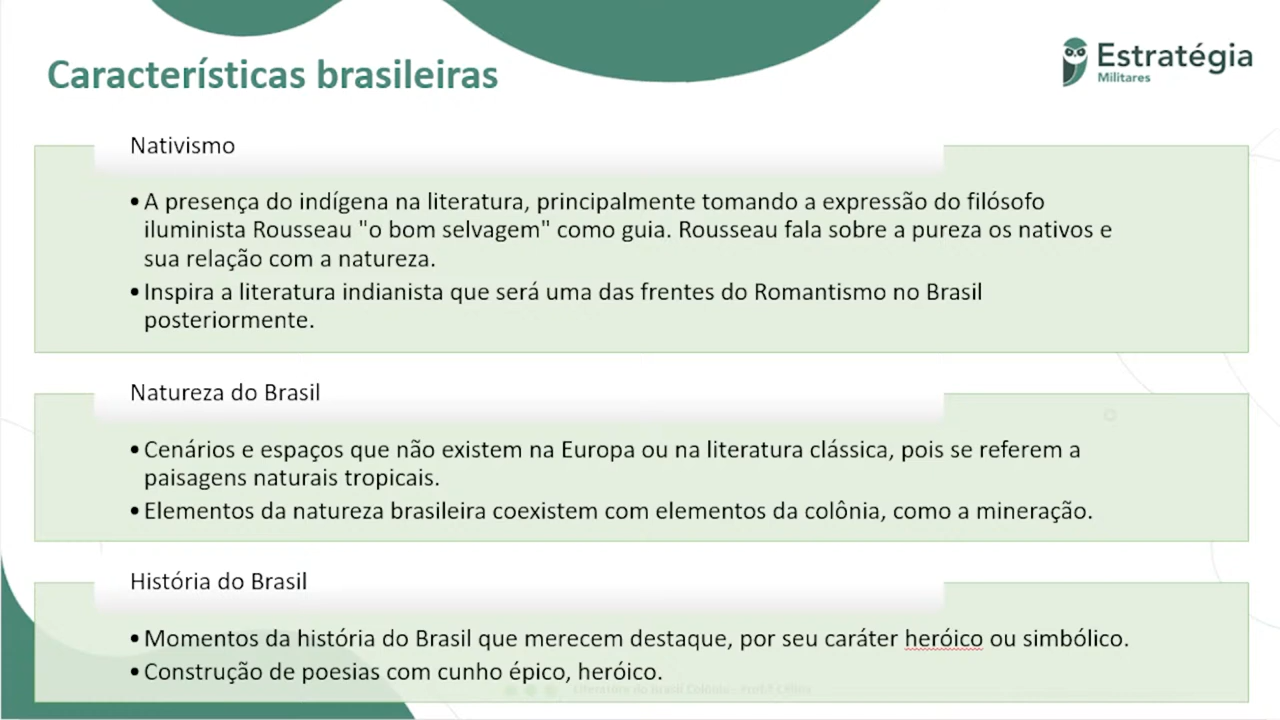 Características brasileiras
Estratégia
Militares
Nativismo
• A presença do indígena na literatura, principalmente tomando a expressão do filósofo
iluminista Rousseau "o bom selvagem" como guia. Rousseau fala sobre a pureza os nativos e
sua relação com a natureza.
• Inspira a literatura indianista que será uma das frentes do Romantismo no Brasil
posteriormente.
Natureza do Brasil
• Cenários e espaços que não existem na Europa ou na literatura clássica, pois se referem a
paisagens naturais tropicais.
• Elementos da natureza brasileira coexistem com elementos da colônia, como a mineração.
História do Brasil
• Momentos da história do Brasil que merecem destaque, por seu caráter heróico ou simbólico.
• Construção de poesias com cunho épico, heróico.